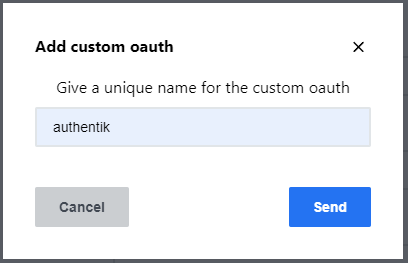 Add custom oauth
Give a unique name for the custom oauth
authentik
Cancel
Send